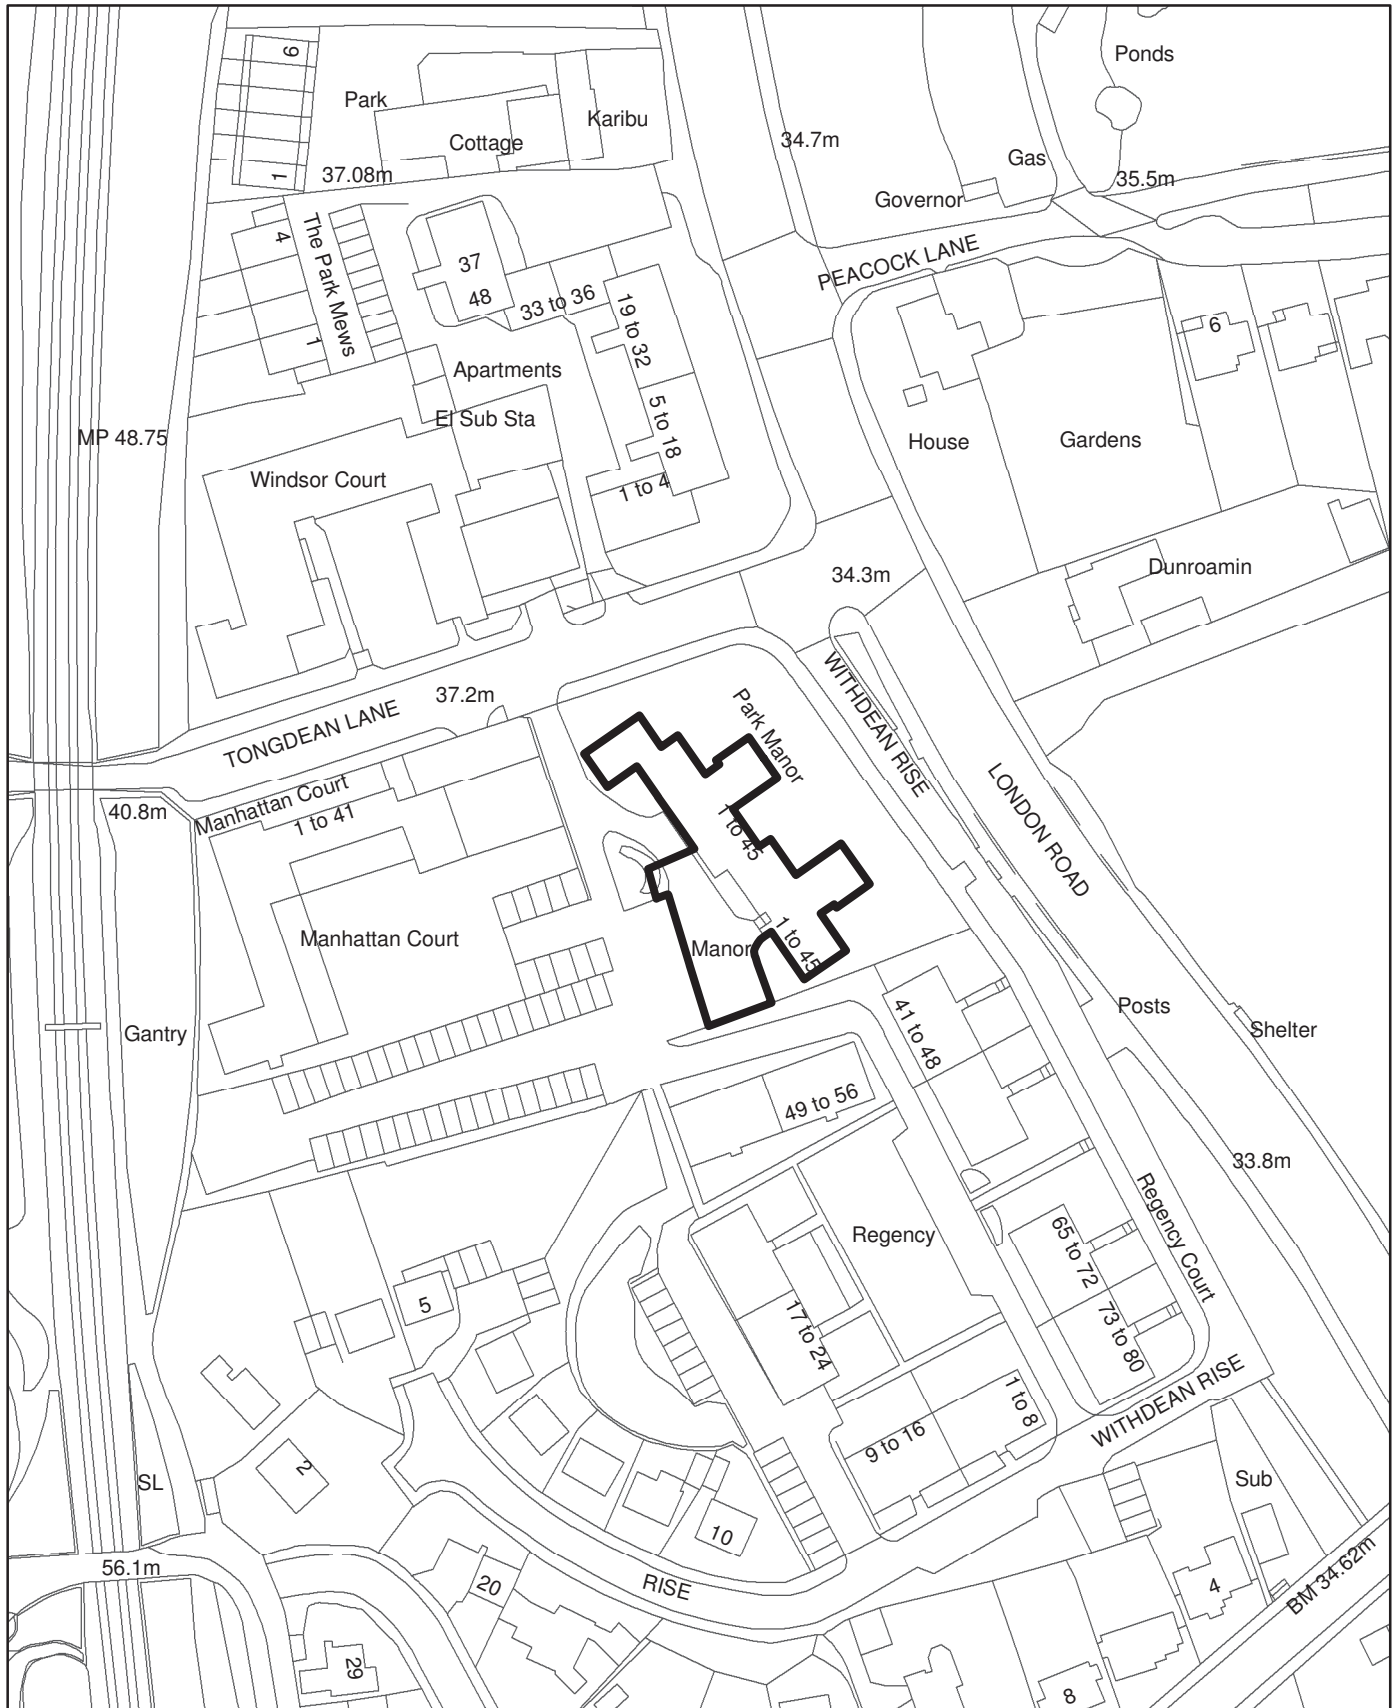 6
Ponds
Park
Karibu
34.7m
Cottage
Gas
1
37.08m
35.5m
Governor
4
The Park Mews
PEACOCK LANE
37
48
33 to 36
19 to 32
6
1
Apartments
El Sub Sta
5 to 18
MP 48.75
House
Gardens
Windsor Court
1 to 4
34.3m
Dunroamin
37.2m
WITHDEAN RISE
Park Manor
TONGDEAN LANE
LONDON ROAD
40.8m
Manhattan Court
1 to 41
1 to 45
Manhattan Court
Manor
1 to 45
Gantry
41 to 48
Posts
Shelter
49 to 56
33.8m
Regency
65 to 72
Regency Court
5
17 to 24
73 to 80
WITHDEAN RISE
1 to 8
9 to 16
2
SL
Sub
10
56.1m
20
RISE
4
BM 34.62m
29
8